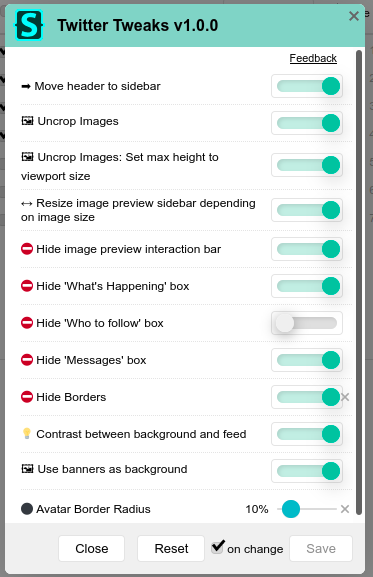 Twitter Tweaks v1.0.0
Feedback
Move header to sidebar
Uncrop Images
Uncrop Images: Set max height to
viewport size
Resize image preview sidebar depending
on image size
Hide image preview interaction bar
Hide 'What's Happening' box
Hide 'Who to follow' box
Hide 'Messages' box
Hide Borders
Contrast between background and feed
Use banners as background
Avatar Border Radius 10%
Close Reset on change Save